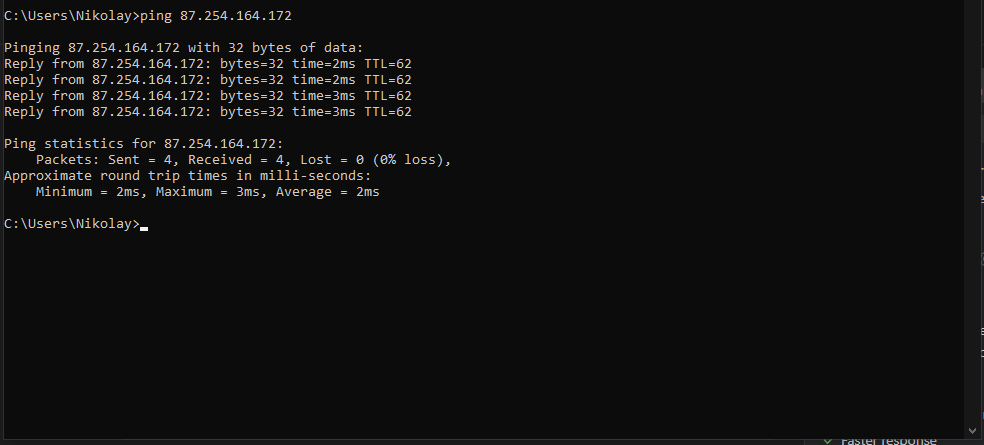 C:\Users\Nikolay>ping 87.254.164.172
Pinging 87.254.164.172 with 32 bytes of data:
Reply from 87.254.164.172: bytes=32 time=2ms TTL=62
Reply from 87.254.164.172: bytes=32 time=2ms TTL=62
Reply from 87.254.164.172: bytes=32 time=3ms TTL=62
Reply from 87.254.164.172: bytes=32 time=3ms TTL=62
Ping statistics for 87.254.164.172:
    Packets: Sent = 4, Received = 4, Lost = 0 (0% loss),
Approximate round trip times in milli-seconds:
    Minimum = 2ms, Maximum = 3ms, Average = 2ms
C:\Users\Nikolay>
Faster response